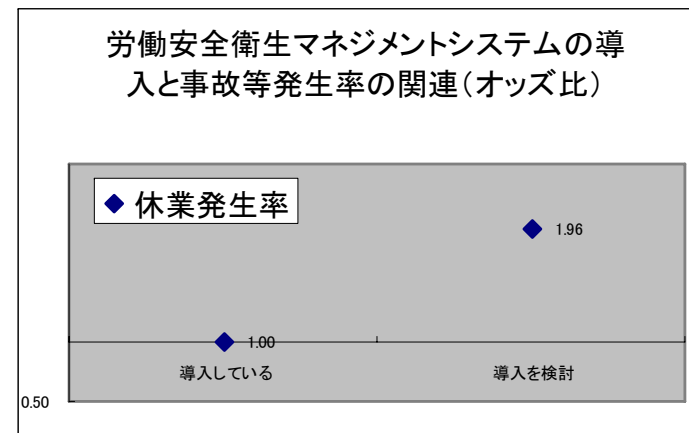 労働安全衛生マネジメントシステムの導
入と事故等発生率の関連(オッズ比)
休業発生率
1.96
1.00
導入している 導入を検討
0.50